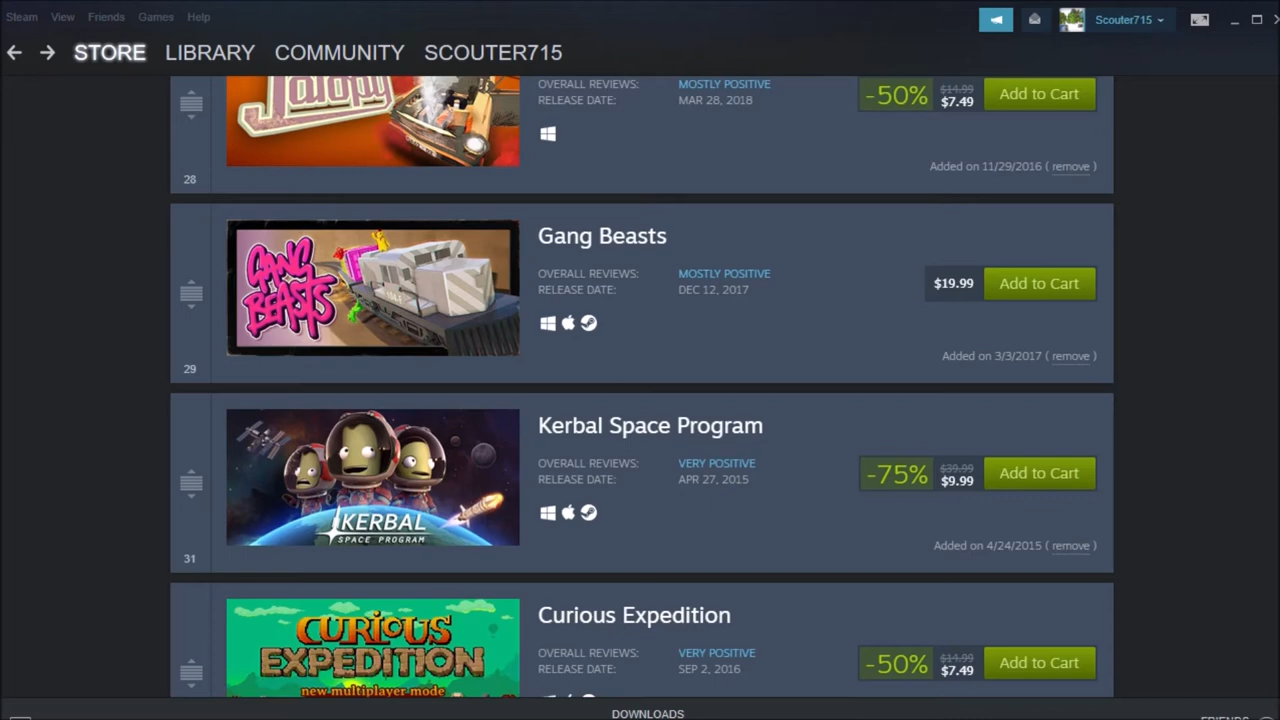 Steam View Friends Games Help
Scouter715
STORE LIBRARY COMMUNITY SCOUTER715
Jalopy
OVERALL REVIEWS: MOSTLY POSITIVE
RELEASE DATE: MAR 28, 2018
-50% $14.99 $7.49 Add to Cart
Added on 11/29/2016 ( remove )
28
GANG BEASTS
Gang Beasts
OVERALL REVIEWS: MOSTLY POSITIVE
RELEASE DATE: DEC 12, 2017
$19.99 Add to Cart
Added on 3/3/2017 ( remove )
29
KERBAL
SPACE PROGRAM
Kerbal Space Program
OVERALL REVIEWS: VERY POSITIVE
RELEASE DATE: APR 27, 2015
-75% $39.99 $9.99 Add to Cart
Added on 4/24/2015 ( remove )
31
CURIOUS
EXPEDITION
new multiplayer mode
Curious Expedition
OVERALL REVIEWS: VERY POSITIVE
RELEASE DATE: SEP 2, 2016
-50% $14.99 $7.49 Add to Cart
DOWNLOADS
FRIENDS